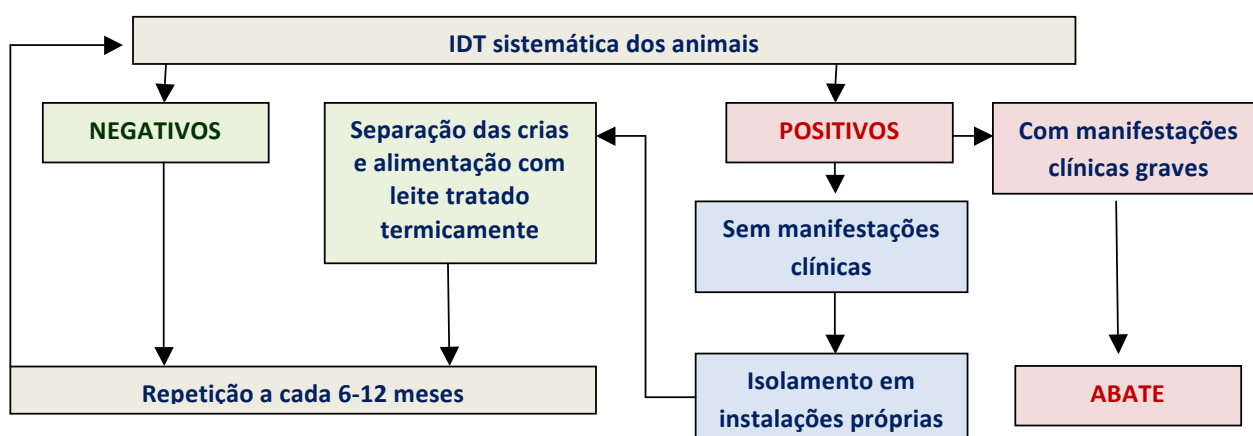 IDT sistemática dos animais
NEGATIVOS
Separação das crias
e alimentação com
leite tratado
termicamente
POSITIVOS
Com manifestações
clínicas graves
Sem manifestações
clínicas
Repetição a cada 6-12 meses
Isolamento em
instalações próprias
ABATE